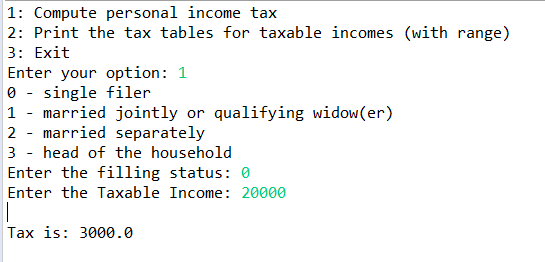 1: Compute personal income tax
2: Print the tax tables for taxable incomes (with range)
3: Exit
Enter your option: 1
0 - single filer
1 - married jointly or qualifying widow(er)
2 - married separately
3 - head of the household
Enter the filling status: 0
Enter the Taxable Income: 20000
Tax is: 3000.0